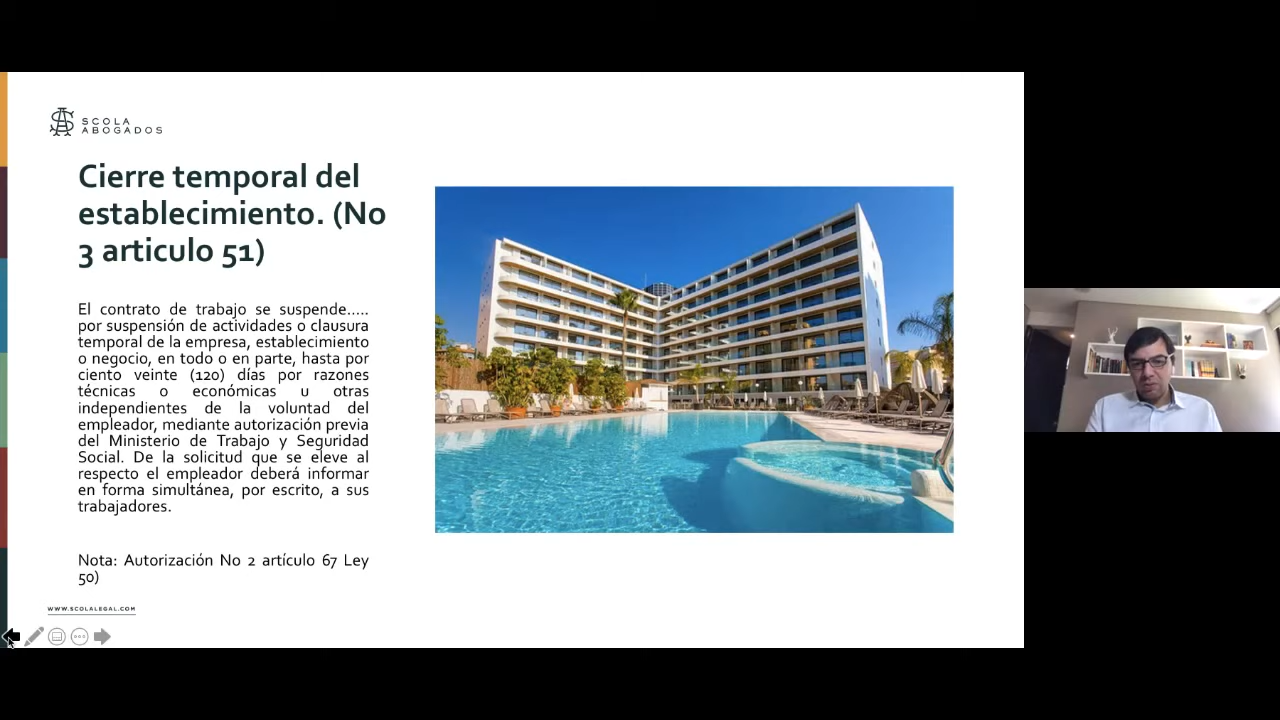 SCOLA
ABOGADOS
Cierre temporal del
establecimiento. (No
3 articulo 51)
El contrato de trabajo se suspende.....
por suspensión de actividades o clausura
temporal de la empresa, establecimiento
o negocio, en todo o en parte, hasta por
ciento veinte (120) días por razones
técnicas o económicas u otras
independientes de la voluntad del
empleador, mediante autorización previa
del Ministerio de Trabajo y Seguridad
Social. De la solicitud que se eleve al
respecto el empleador deberá informar
en forma simultánea, por escrito, a sus
trabajadores.
Nota: Autorización No 2 artículo 67 Ley
50)
WWW.SCOLALEGAL.COM